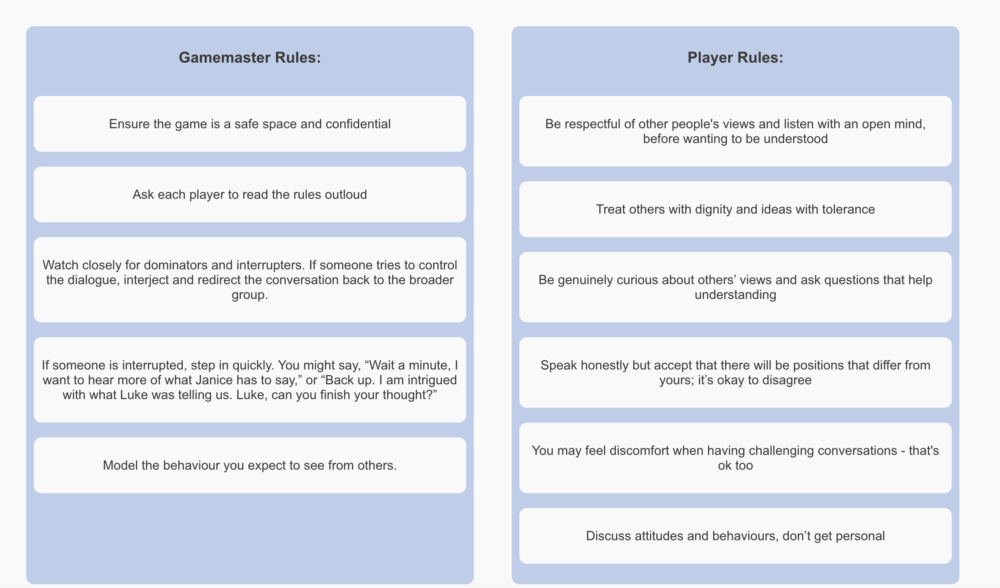 Gamemaster Rules:
Ensure the game is a safe space and confidential
Ask each player to read the rules outloud
Watch closely for dominators and interrupters. If someone tries to control
the dialogue, interject and redirect the conversation back to the broader
group.
If someone is interrupted, step in quickly. You might say, “Wait a minute, I
want to hear more of what Janice has to say,” or “Back up. I am intrigued
with what Luke was telling us. Luke, can you finish your thought?”
Model the behaviour you expect to see from others.
Player Rules:
Be respectful of other people's views and listen with an open mind,
before wanting to be understood
Treat others with dignity and ideas with tolerance
Be genuinely curious about others’ views and ask questions that help
understanding
Speak honestly but accept that there will be positions that differ from
yours; it’s okay to disagree
You may feel discomfort when having challenging conversations - that's
ok too
Discuss attitudes and behaviours, don’t get personal